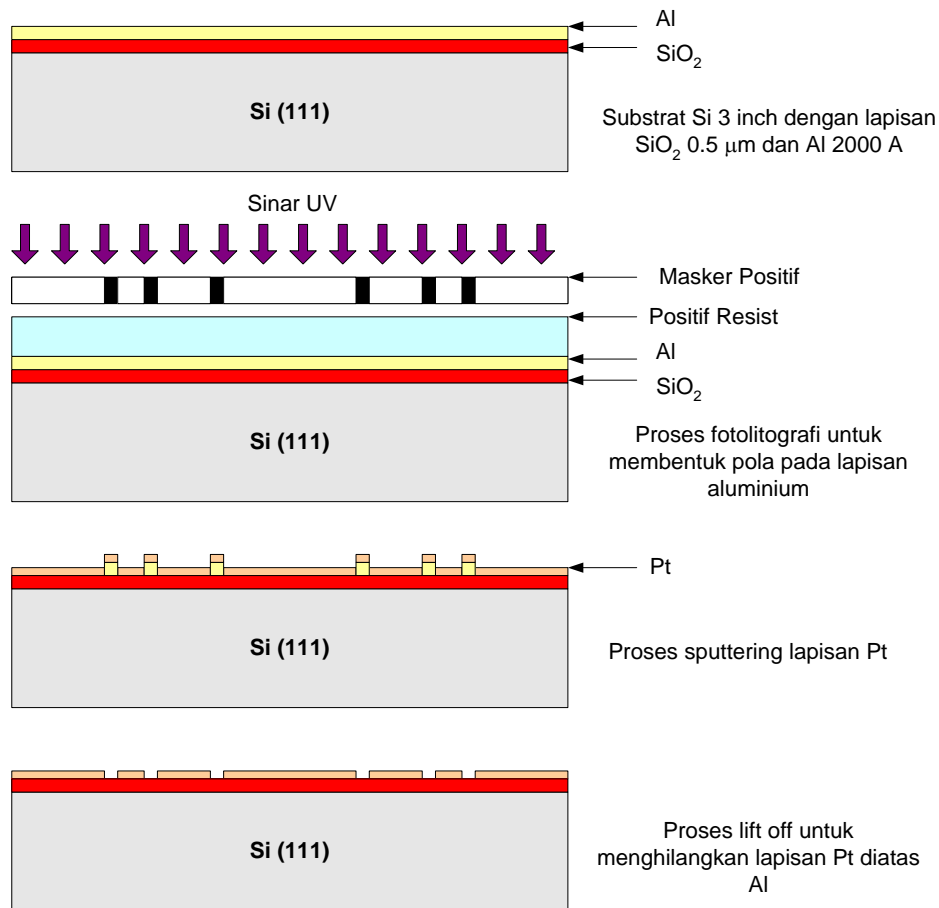 Al
SiO₂
Si (111)
Substrat Si 3 inch dengan lapisan
SiO₂ 0.5 μm dan Al 2000 A
Sinar UV
Masker Positif
Positif Resist
Al
SiO₂
Si (111)
Proses fotolitografi untuk
membentuk pola pada lapisan
aluminium
Pt
Si (111)
Proses sputtering lapisan Pt
Si (111)
Proses lift off untuk
menghilangkan lapisan Pt diatas
Al